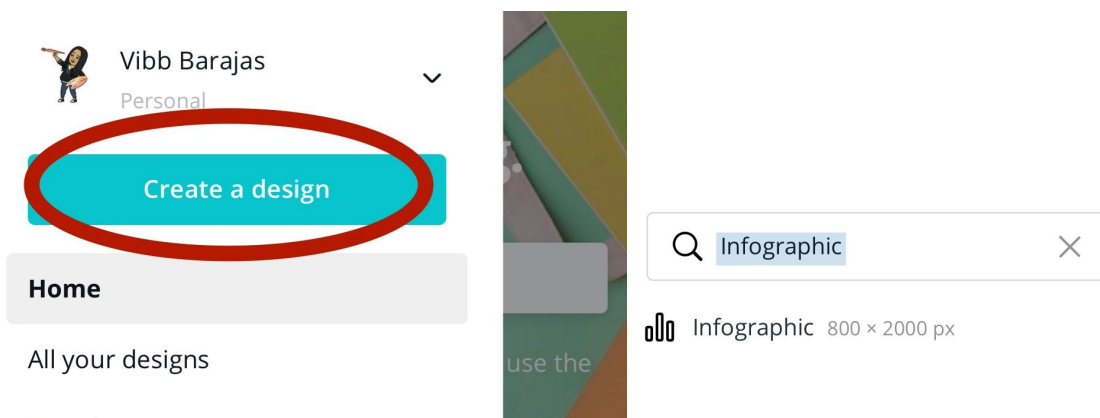 Vibb Barajas
Personal
Create a design
Home
All your designs
g.
use the
Infographic
Infographic 800 × 2000 px